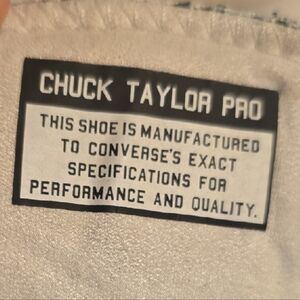 CHUCK TAYLOR PRO
THIS SHOE IS MANUFACTURED
TO CONVERSE'S EXACT
SPECIFICATIONS FOR
PERFORMANCE AND QUALITY.